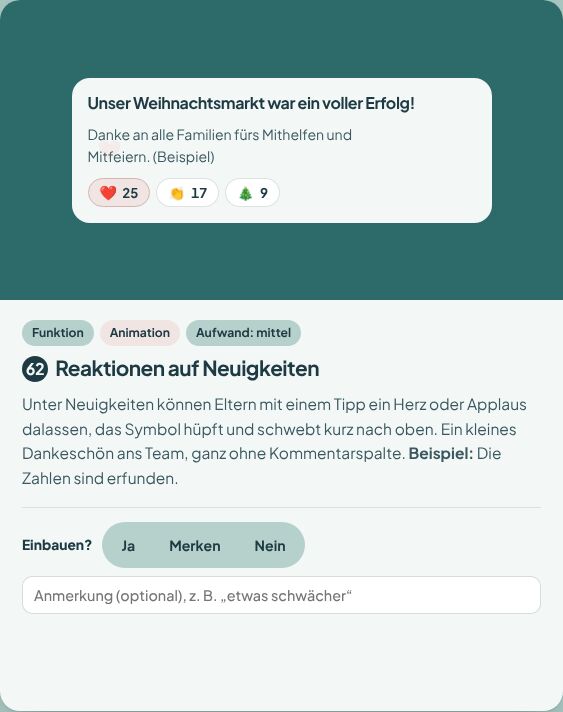 Unser Weihnachtsmarkt war ein voller Erfolg!
Danke an alle Familien fürs Mithelfen und
Mitfeiern. (Beispiel)
❤️ 25 👏 17 🎄 9
Funktion Animation Aufwand: mittel
62 Reaktionen auf Neuigkeiten
Unter Neuigkeiten können Eltern mit einem Tipp ein Herz oder Applaus
dalassen, das Symbol hüpft und schwebt kurz nach oben. Ein kleines
Dankeschön ans Team, ganz ohne Kommentarspalte. Beispiel: Die
Zahlen sind erfunden.
Einbauen? Ja Merken Nein
Anmerkung (optional), z. B. „etwas schwächer“